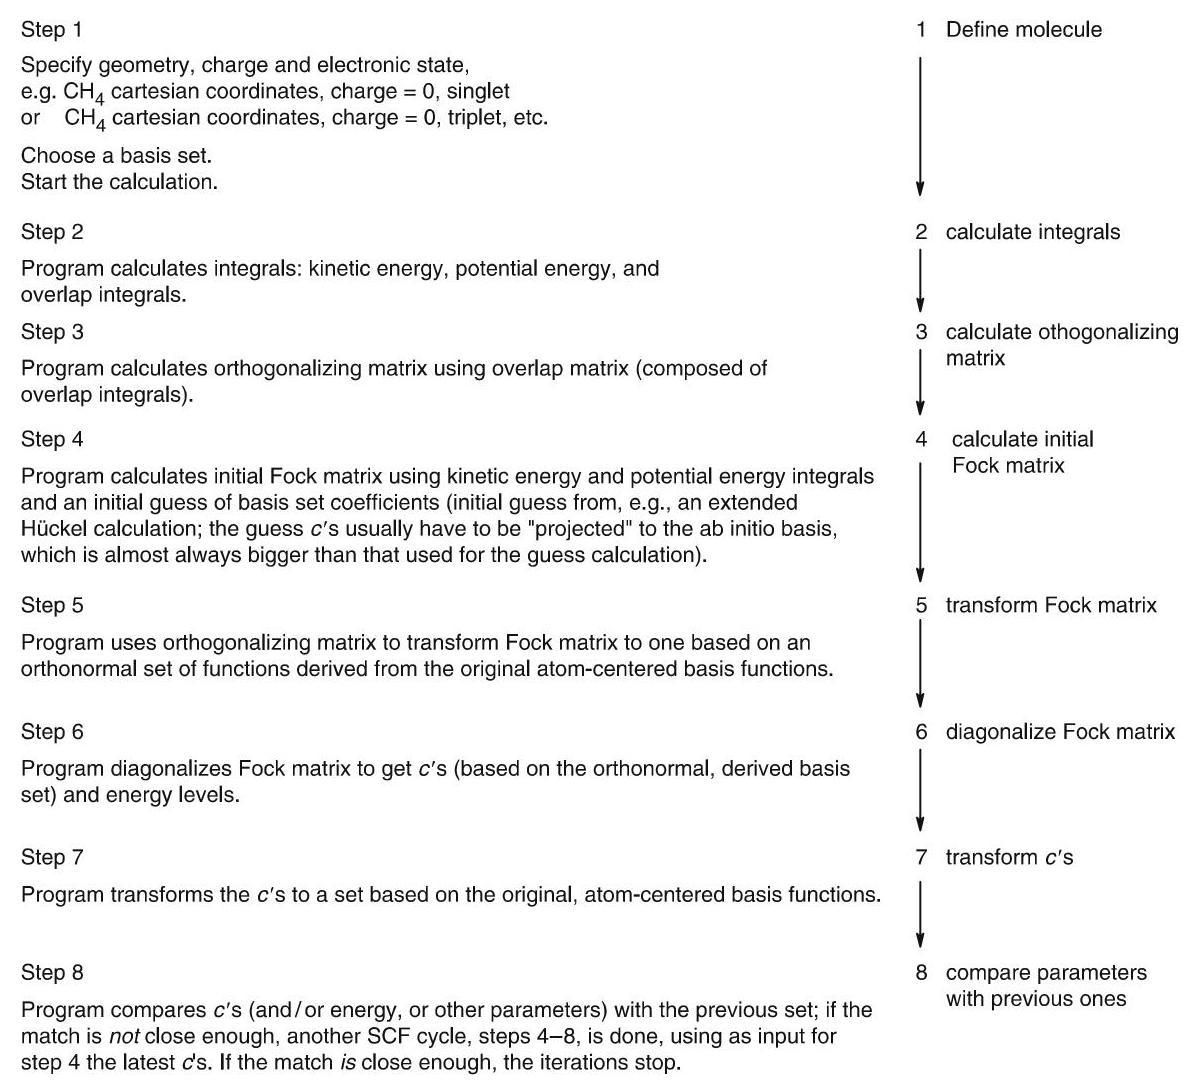 Step 1
1 Define molecule
Specify geometry, charge and electronic state,
e.g. CH4 cartesian coordinates, charge = 0, singlet
or CH4 cartesian coordinates, charge = 0, triplet, etc.
Choose a basis set.
Start the calculation.
Step 2
2 calculate integrals
Program calculates integrals: kinetic energy, potential energy, and
overlap integrals.
Step 3
3 calculate othogonalizing
matrix
Program calculates orthogonalizing matrix using overlap matrix (composed of
overlap integrals).
Step 4
4 calculate initial
Fock matrix
Program calculates initial Fock matrix using kinetic energy and potential energy integrals
and an initial guess of basis set coefficients (initial guess from, e.g., an extended
Hückel calculation; the guess c's usually have to be "projected" to the ab initio basis,
which is almost always bigger than that used for the guess calculation).
Step 5
5 transform Fock matrix
Program uses orthogonalizing matrix to transform Fock matrix to one based on an
orthonormal set of functions derived from the original atom-centered basis functions.
Step 6
6 diagonalize Fock matrix
Program diagonalizes Fock matrix to get c's (based on the orthonormal, derived basis
set) and energy levels.
Step 7
7 transform c's
Program transforms the c's to a set based on the original, atom-centered basis functions.
Step 8
8 compare parameters
with previous ones
Program compares c's (and/or energy, or other parameters) with the previous set; if the
match is not close enough, another SCF cycle, steps 4–8, is done, using as input for
step 4 the latest c's. If the match is close enough, the iterations stop.